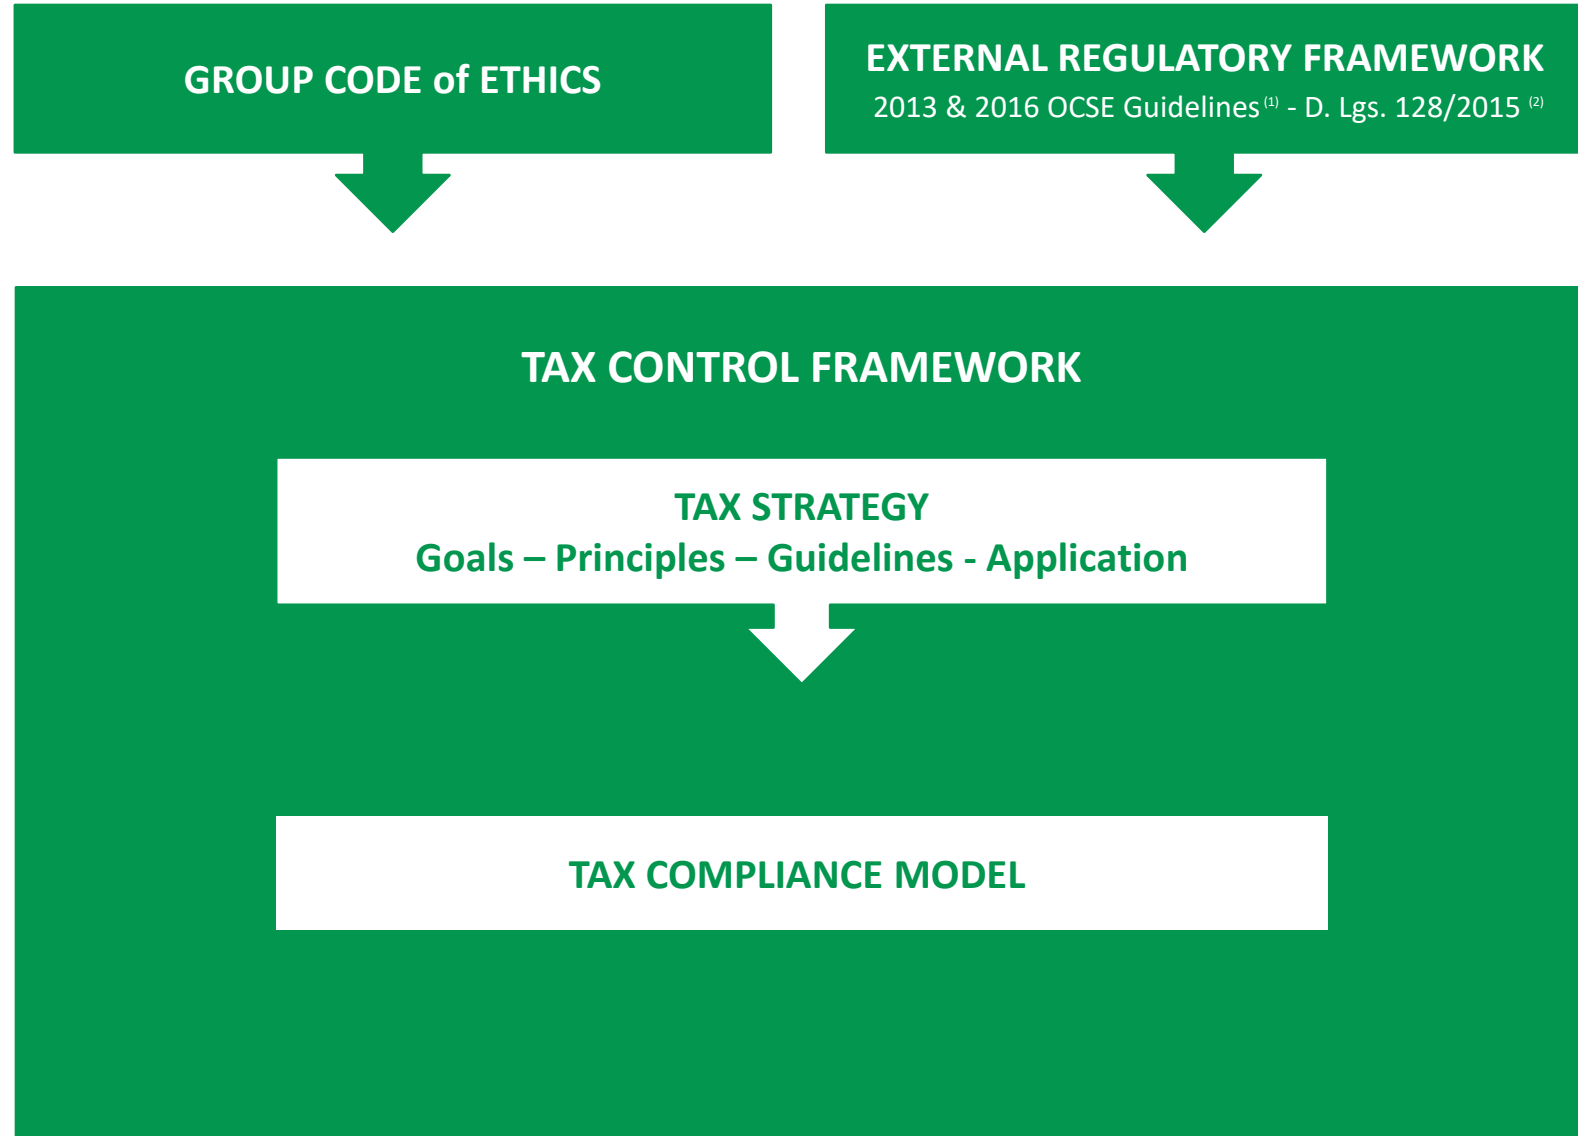 GROUP CODE of ETHICS
EXTERNAL REGULATORY FRAMEWORK
2013 & 2016 OCSE Guidelines (1) - D. Lgs. 128/2015 (2)
TAX CONTROL FRAMEWORK
TAX STRATEGY
Goals – Principles – Guidelines - Application
TAX COMPLIANCE MODEL